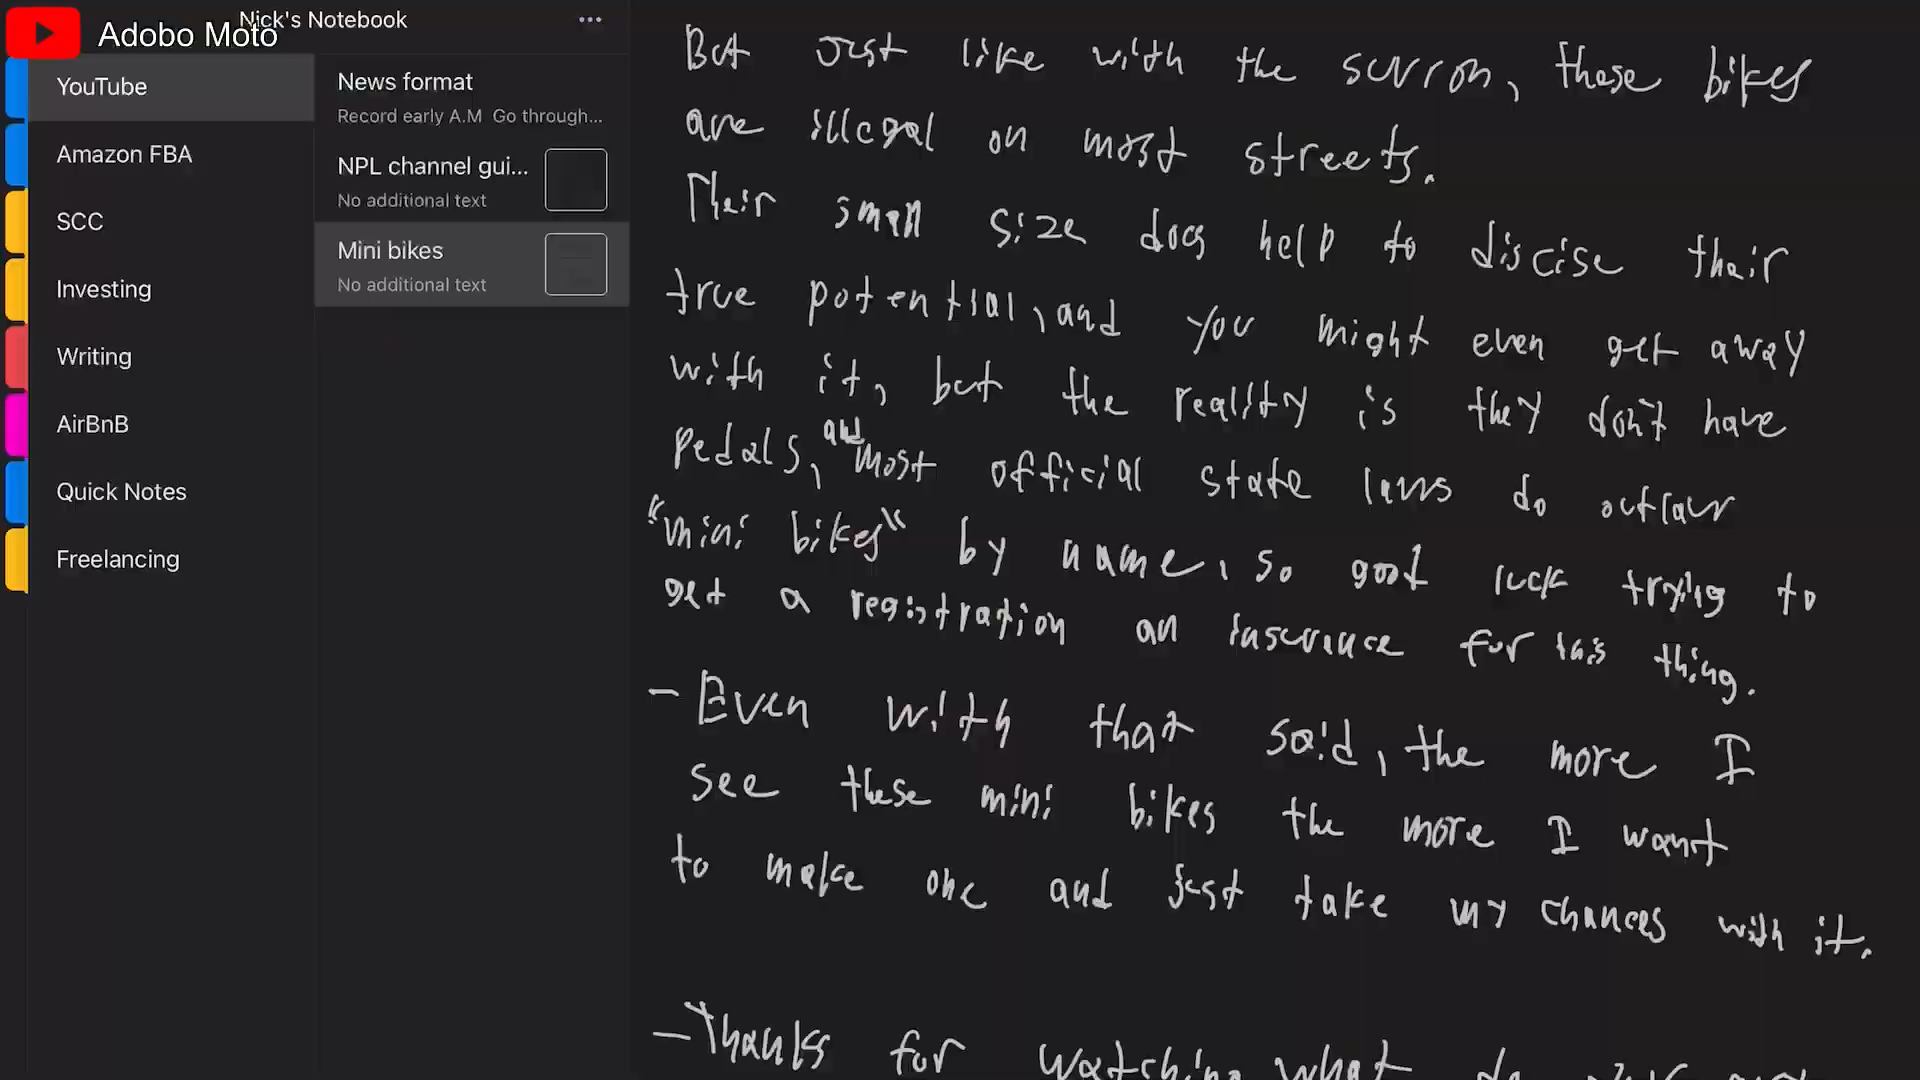 Adobo Moto
Nick's Notebook
YouTube
Amazon FBA
SCC
Investing
Writing
AirBnB
Quick Notes
Freelancing
News format
Record early A.M Go through...
NPL channel gui...
No additional text
Mini bikes
No additional text
But just like with the surron, these bikes
are illegal on most streets.
Their small size does help to discise their
true potential, and you might even get away
with it, but the reality is they don't have
pedals, and most official state laws do outlaw
"mini bikes" by name, so good luck trying to
get a registration an insurance for this thing.
- Even with that said, the more I
see these mini bikes the more I want
to make one and just take my chances with it.
- Thanks for watching what do